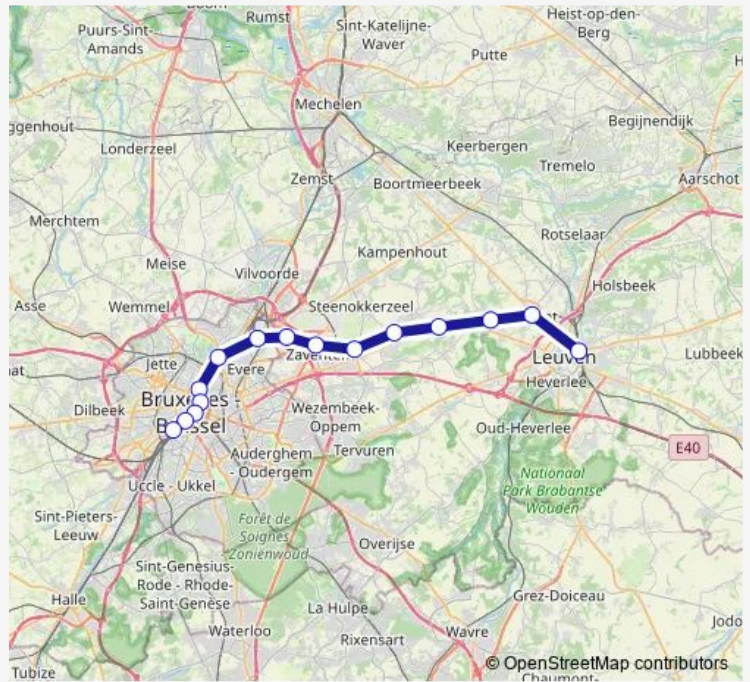 Rumst
Heist-op-den-
Berg
Puurs-Sint-
Amands
Sint-Katelijne-
Waver
Putte
Mechelen
Begijnendijk
ggenhout
Londerzeel
Keerbergen
Tremelo
Zemst
Boortmeerbeek
Aarschot
Merchtem
Rotselaar
Kampenhout
Meise
Vilvoorde
Holsbeek
Asse
Wemmel
Steenokkerzeel
Jette
Evere
Leuven
Lubbeek
Heverlee
Dilbeek
Wezembeek-
Oppem
Oud-Heverlee
Auderghem
- Oudergem
Tervuren
E40
Uccle - Ukkel
Nationaal
Park Brabantse
Wouden
Sint-Pieters-
Leeuw
Forêt de
Soignes
Zoniënwoud
Overijse
Sint-Genesius-
Rode - Rhode-
Saint-Genèse
Halle
La Hulpe
Grez-Doiceau
Waterloo
Rixensart
Wavre
Jodo
© OpenStreetMap contributors
Tubize
Chaumont-